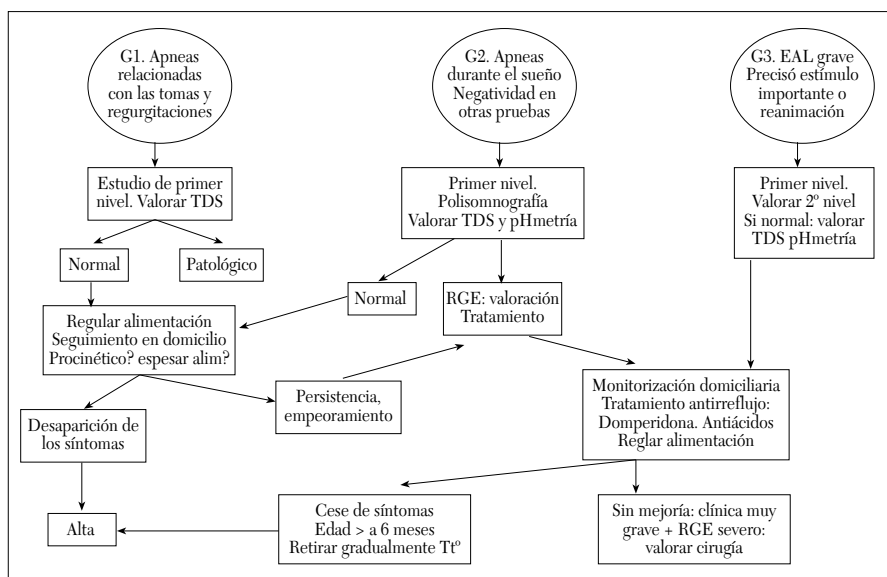 G1. Apneas
relacionadas
con las tomas y
regurgitaciones
G2. Apneas
durante el sueño
Negatividad en
otras pruebas
G3. EAL grave
Precisó estímulo
importante o
reanimación
Estudio de primer
nivel. Valorar TDS
Primer nivel.
Polisomnografía
Valorar TDS y pHmetría
Primer nivel.
Valorar 2º nivel
Si normal: valorar
TDS pHmetría
Normal
Patológico
Normal
RGE: valoración
Tratamiento
Regular alimentación
Seguimiento en domicilio
Procinético? espesar alim?
Persistencia,
empeoramiento
Monitorización domiciliaria
Tratamiento antirreflujo:
Domperidona. Antiácidos
Reglar alimentación
Desaparición de
los síntomas
Alta
Cese de síntomas
Edad > a 6 meses
Retirar gradualmente Ttº
Sin mejoría: clínica muy
grave + RGE severo:
valorar cirugía